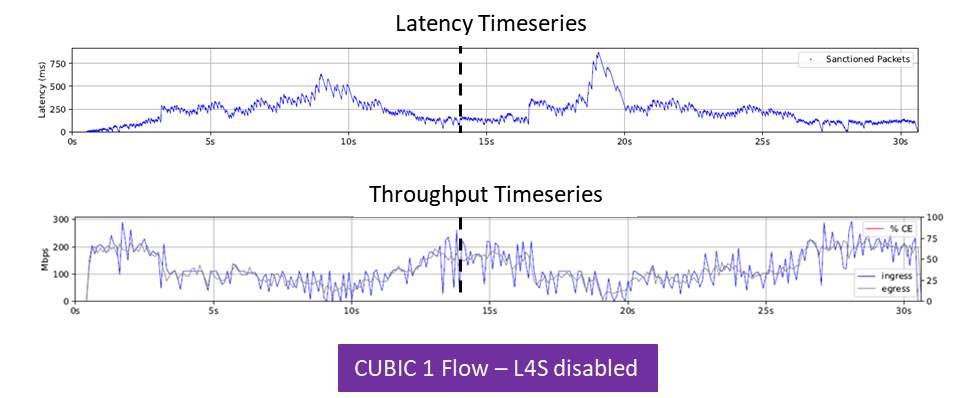 Latency Timeseries
Latency (ms)
750
500
250
0
Sanctioned Packets
0s 5s 10s 15s 20s 25s 30s
Throughput Timeseries
Mbps
300
200
100
0
100
75
50
25
0
% CE
ingress
egress
0s 5s 10s 15s 20s 25s 30s
CUBIC 1 Flow – L4S disabled